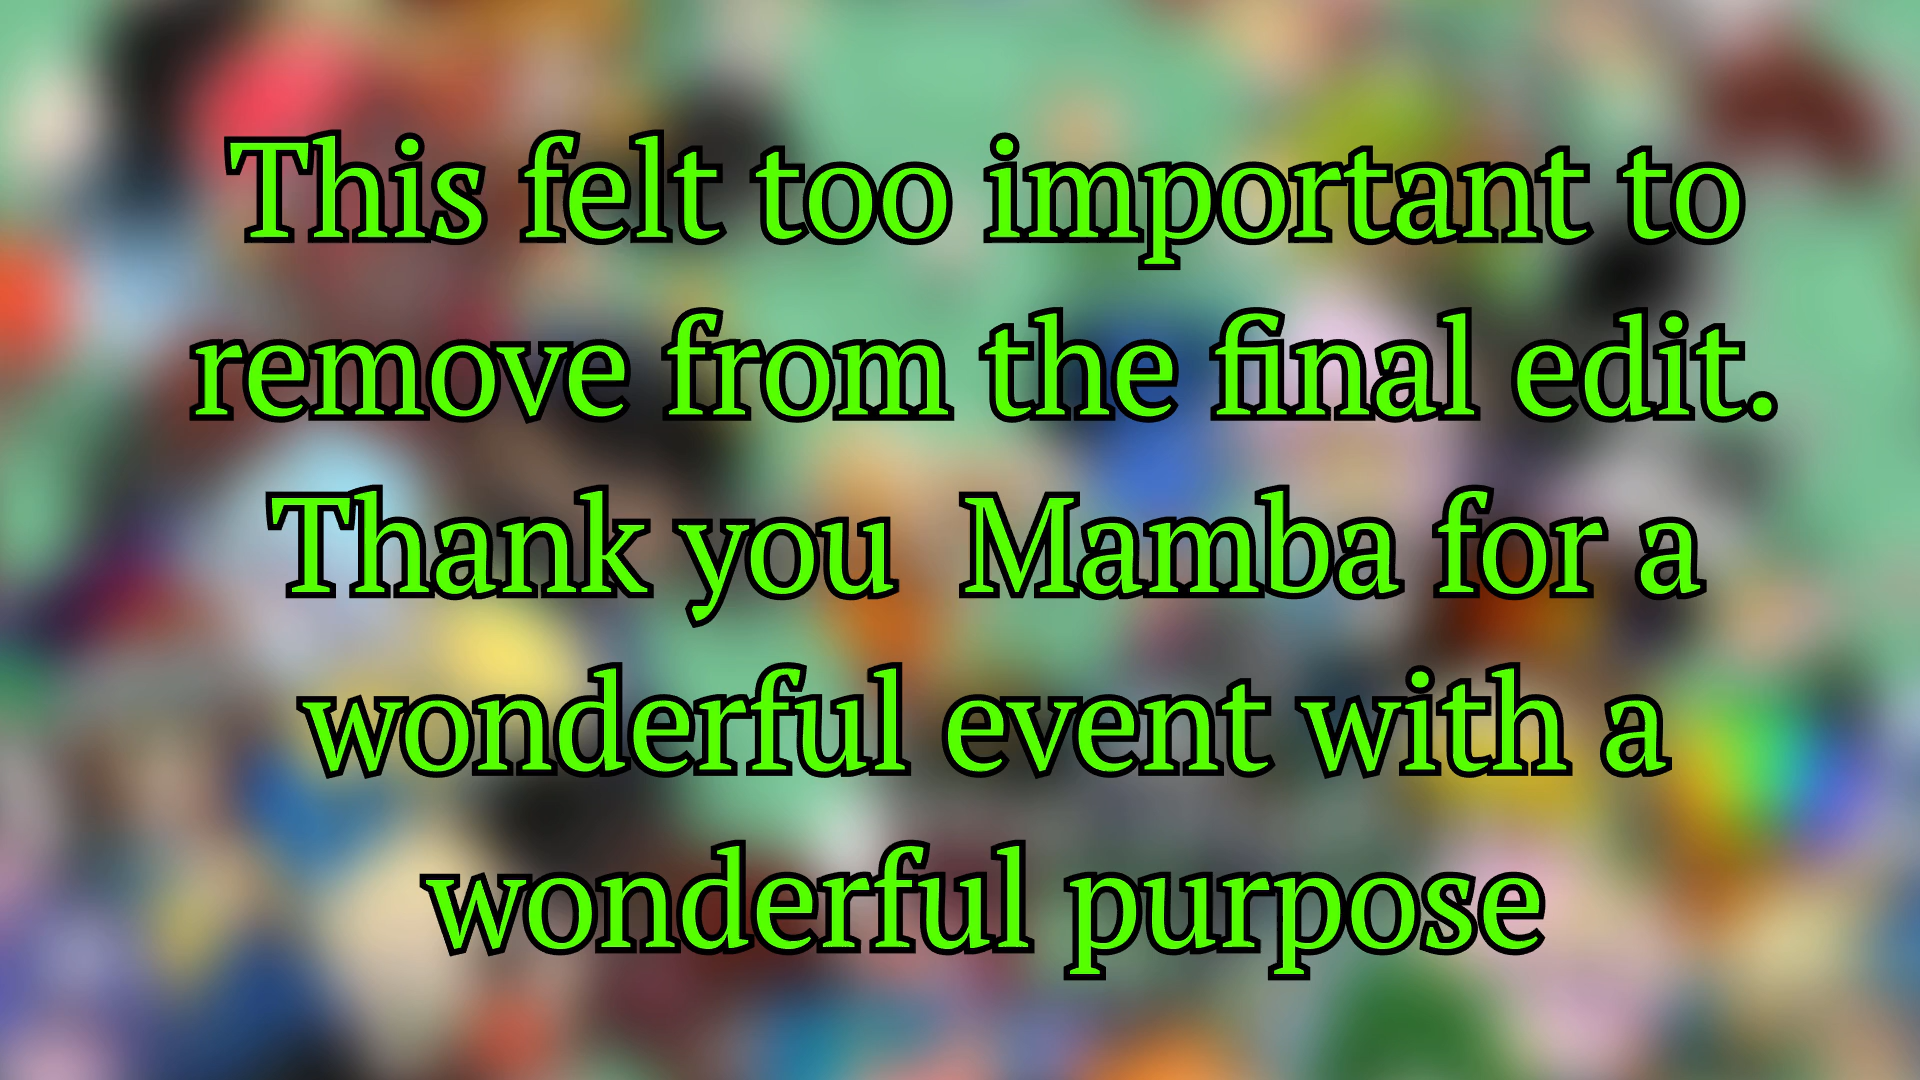 This felt too important to
remove from the final edit.
Thank you  Mamba for a
wonderful event with a
wonderful purpose